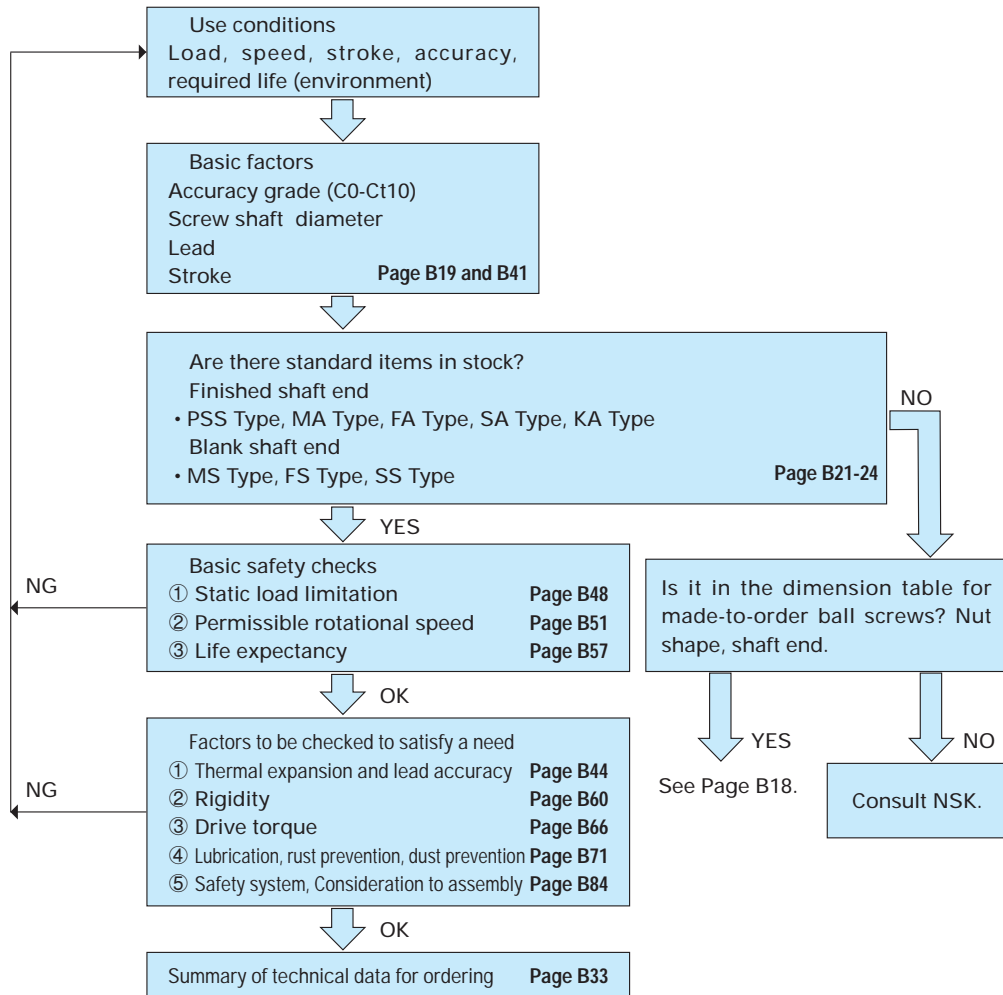 Use conditions
Load, speed, stroke, accuracy,
required life (environment)
Basic factors
Accuracy grade (C0-Ct10)
Screw shaft diameter
Lead
Stroke Page B19 and B41
Are there standard items in stock?
Finished shaft end
• PSS Type, MA Type, FA Type, SA Type, KA Type
Blank shaft end
• MS Type, FS Type, SS Type Page B21-24
NO
YES
Basic safety checks
① Static load limitation Page B48
② Permissible rotational speed Page B51
③ Life expectancy Page B57
NG
OK
Is it in the dimension table for
made-to-order ball screws? Nut
shape, shaft end.
YES
See Page B18.
NO
Consult NSK.
Factors to be checked to satisfy a need
① Thermal expansion and lead accuracy Page B44
② Rigidity Page B60
③ Drive torque Page B66
④ Lubrication, rust prevention, dust prevention Page B71
⑤ Safety system, Consideration to assembly Page B84
NG
OK
Summary of technical data for ordering Page B33